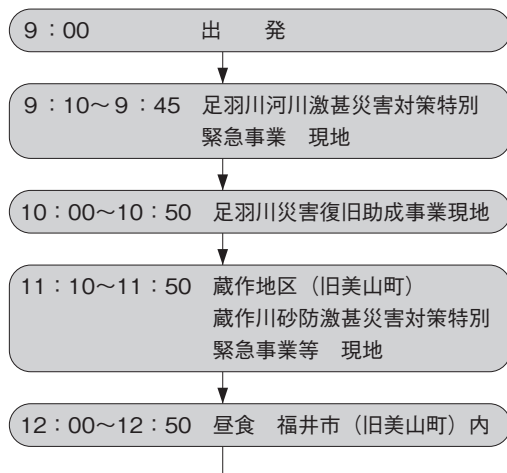 ９：００　　　　出　　発
９：１０～９：４５　足羽川河川激甚災害対策特別
緊急事業　現地
１０：００～１０：５０　足羽川災害復旧助成事業現地
１１：１０～１１：５０　蔵作地区（旧美山町）
蔵作川砂防激甚災害対策特別
緊急事業等　現地
１２：００～１２：５０　昼食　福井市（旧美山町）内